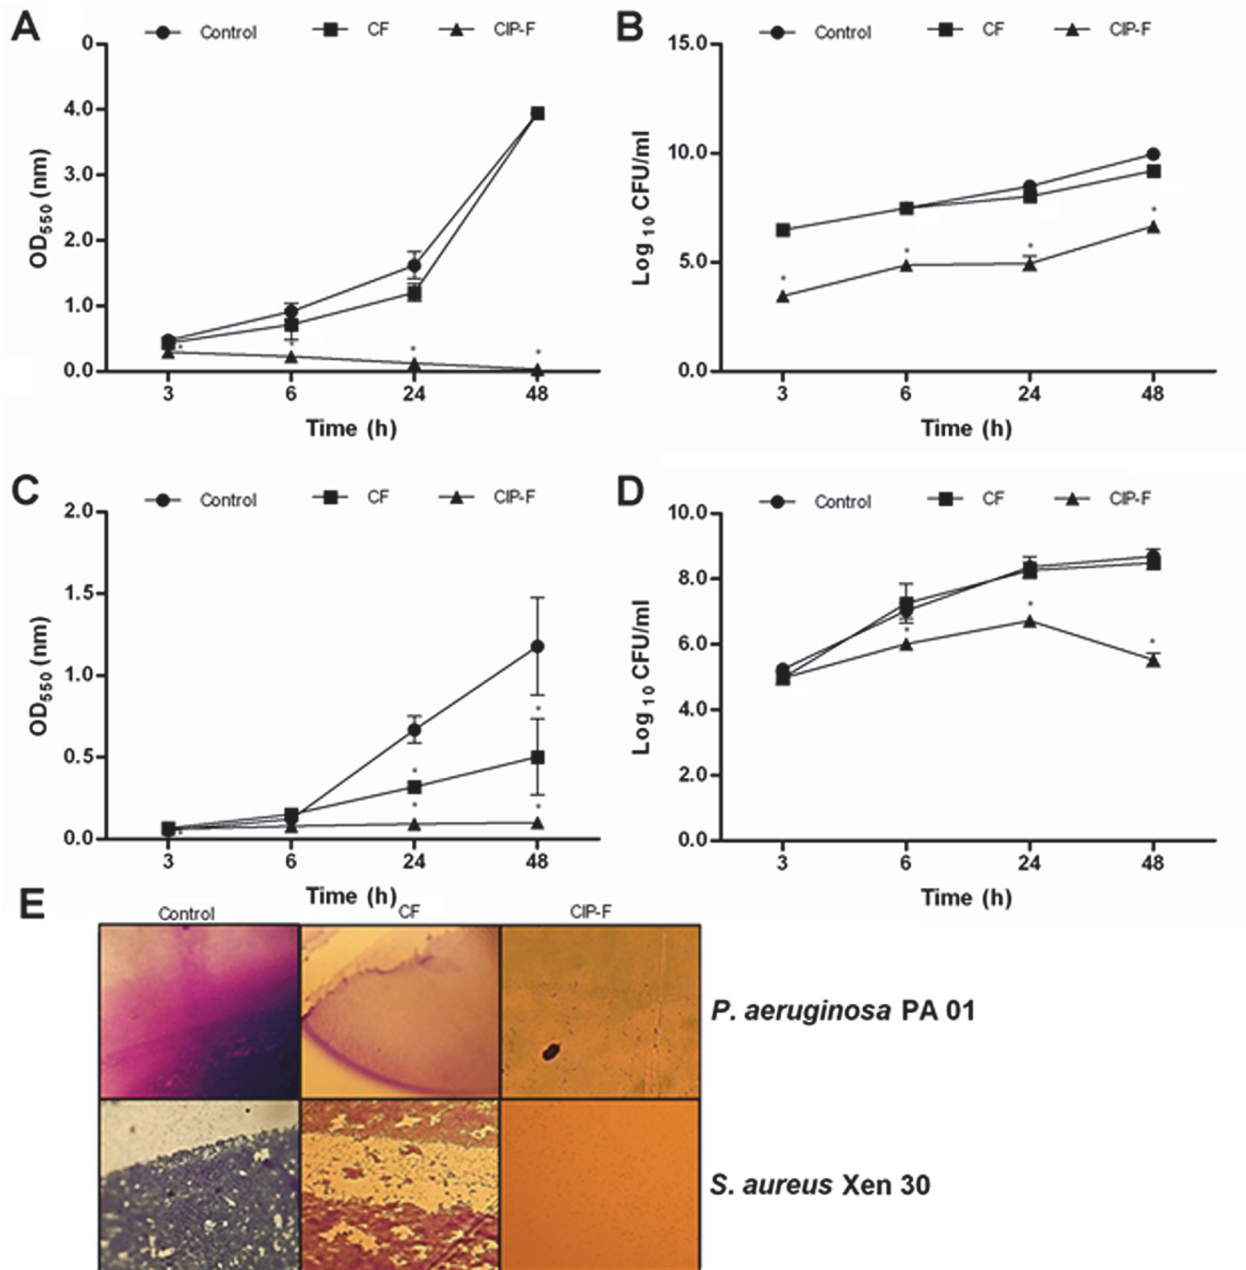 A
Control CF CIP-F
0
4.0
3.0
2.0
1.0
0.0
OD550 (nm)
* * * *
3 6 24 48
Time (h)
B
Control CF CIP-F
15.0
10.0
5.0
0.0
Log 10 CFU/ml
* * * *
3 6 24 48
Time (h)
C
Control CF CIP-F
2.0
1.5
1.0
0.5
0.0
OD550 (nm)
* * * * *
3 6 24 48
Time (h)
D
Control CF CIP-F
10.0
8.0
6.0
4.0
2.0
0.0
Log 10 CFU/ml
* * *
3 6 24 48
Time (h)
E
Control CF CIP-F
P. aeruginosa PA 01
S. aureus Xen 30